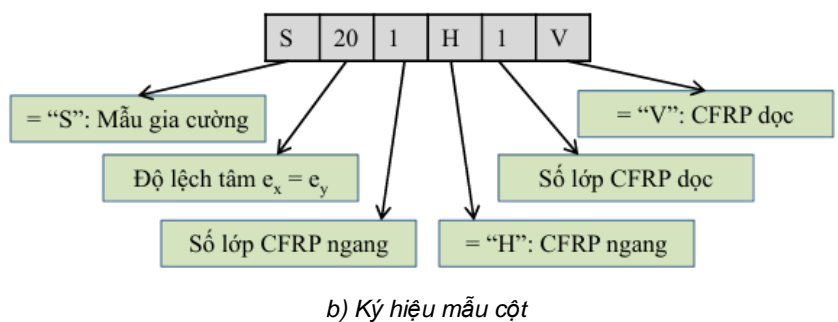 S 20 1 H 1 V
= “S”: Mẫu gia cường
= “V”: CFRP dọc
Độ lệch tâm eₓ = e_y
Số lớp CFRP dọc
Số lớp CFRP ngang
= “H”: CFRP ngang
b) Ký hiệu mẫu cột